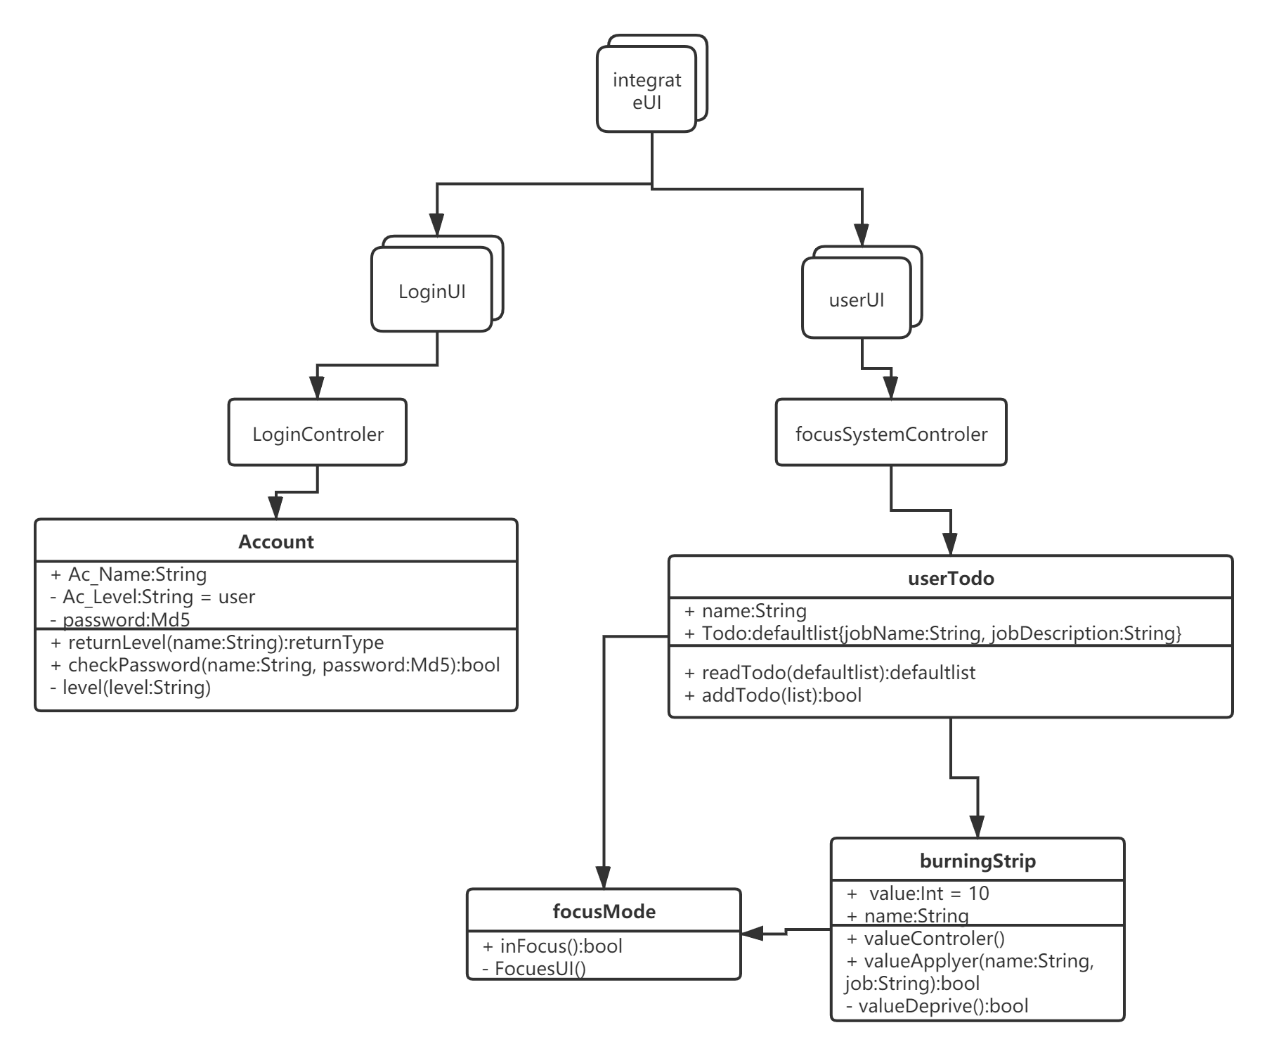 integrat
eUI
LoginUI
userUI
LoginControler
focusSystemControler
Account
+ Ac_Name:String
- Ac_Level:String = user
- password:Md5
+ returnLevel(name:String):returnType
+ checkPassword(name:String, password:Md5):bool
- level(level:String)
userTodo
+ name:String
+ Todo:defaultlist{jobName:String, jobDescription:String}
+ readTodo(defaultlist):defaultlist
+ addTodo(list):bool
focusMode
+ inFocus():bool
- FocuesUI()
burningStrip
+  value:Int = 10
+ name:String
+ valueControler()
+ valueApplyer(name:String,
job:String):bool
- valueDeprive():bool